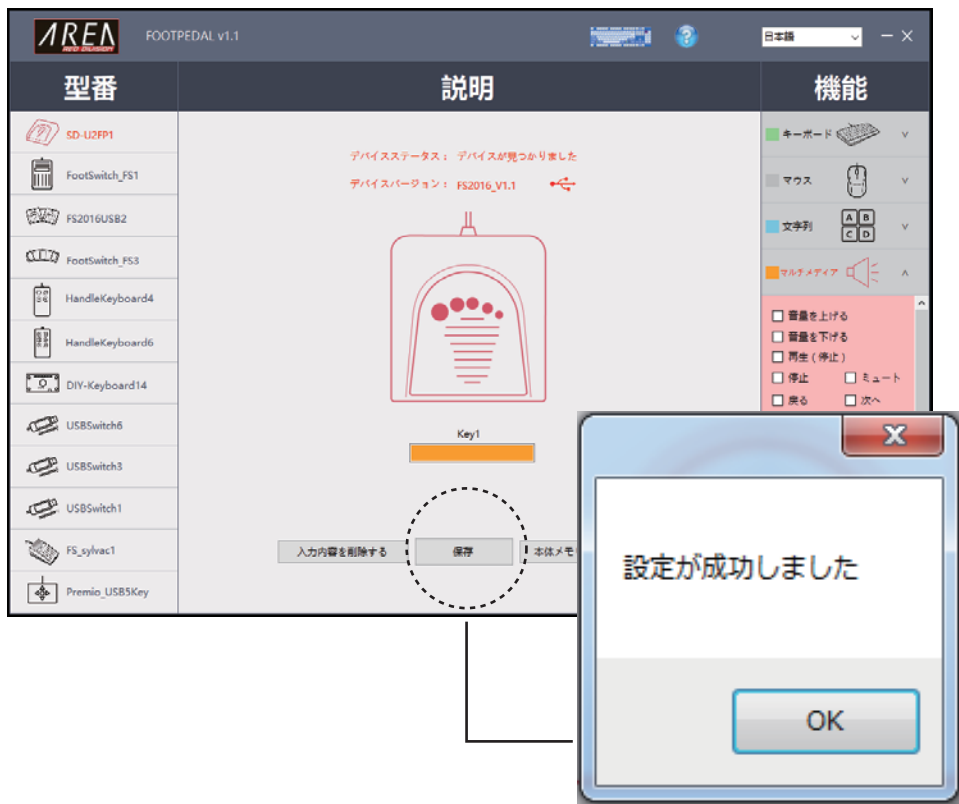 AREA
RED DIVISION
FOOTPEDAL v1.1
日本語
型番
説明
機能
SD-U2FP1
FootSwitch_FS1
FS2016USB2
FootSwitch_FS3
HandleKeyboard4
HandleKeyboard6
DIY-Keyboard14
USBSwitch6
USBSwitch3
USBSwitch1
FS_sylvac1
Premio_USB5Key
デバイスステータス： デバイスが見つかりました
デバイスバージョン： FS2016_V1.1
Key1
入力内容を削除する
保存
本体メモ
キーボード
マウス
文字列
A B
C D
マルチメディア
音量を上げる
音量を下げる
再生（停止）
停止 ミュート
戻る 次へ
設定が成功しました
OK